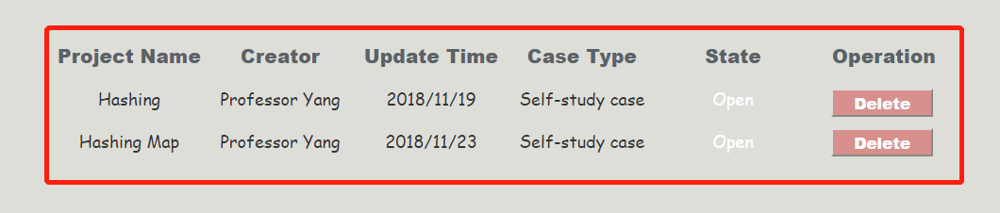 Project Name Creator Update Time Case Type State Operation
Hashing Professor Yang 2018/11/19 Self-study case Open Delete
Hashing Map Professor Yang 2018/11/23 Self-study case Open Delete